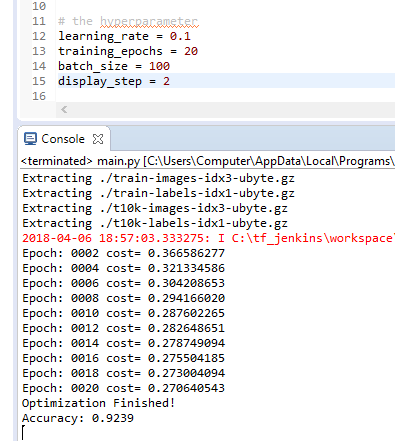 10
11 # the hyperparameter
12 learning_rate = 0.1
13 training_epochs = 20
14 batch_size = 100
15 display_step = 2
16
Console
<terminated> main.py [C:\Users\Computer\AppData\Local\Programs\
Extracting ./train-images-idx3-ubyte.gz
Extracting ./train-labels-idx1-ubyte.gz
Extracting ./t10k-images-idx3-ubyte.gz
Extracting ./t10k-labels-idx1-ubyte.gz
2018-04-06 18:57:03.333275: I C:\tf_jenkins\workspace\
Epoch: 0002 cost= 0.366586277
Epoch: 0004 cost= 0.321334586
Epoch: 0006 cost= 0.304208653
Epoch: 0008 cost= 0.294166020
Epoch: 0010 cost= 0.287602265
Epoch: 0012 cost= 0.282648651
Epoch: 0014 cost= 0.278749094
Epoch: 0016 cost= 0.275504185
Epoch: 0018 cost= 0.273004094
Epoch: 0020 cost= 0.270640543
Optimization Finished!
Accuracy: 0.9239